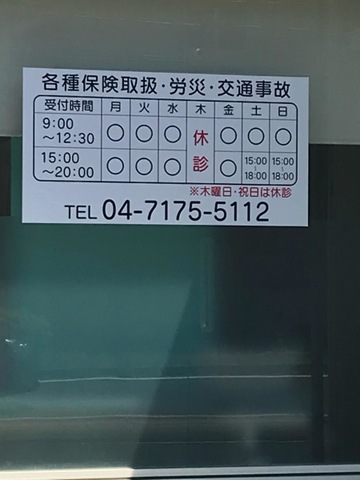 各種保険取扱・労災・交通事故
受付時間 月 火 水 木 金 土 日
9:00～12:30 ○ ○ ○ 休診 ○ ○ ○
15:00～20:00 ○ ○ ○ ○ 15:00～18:00 15:00～18:00
※木曜日・祝日は休診
TEL 04-7175-5112